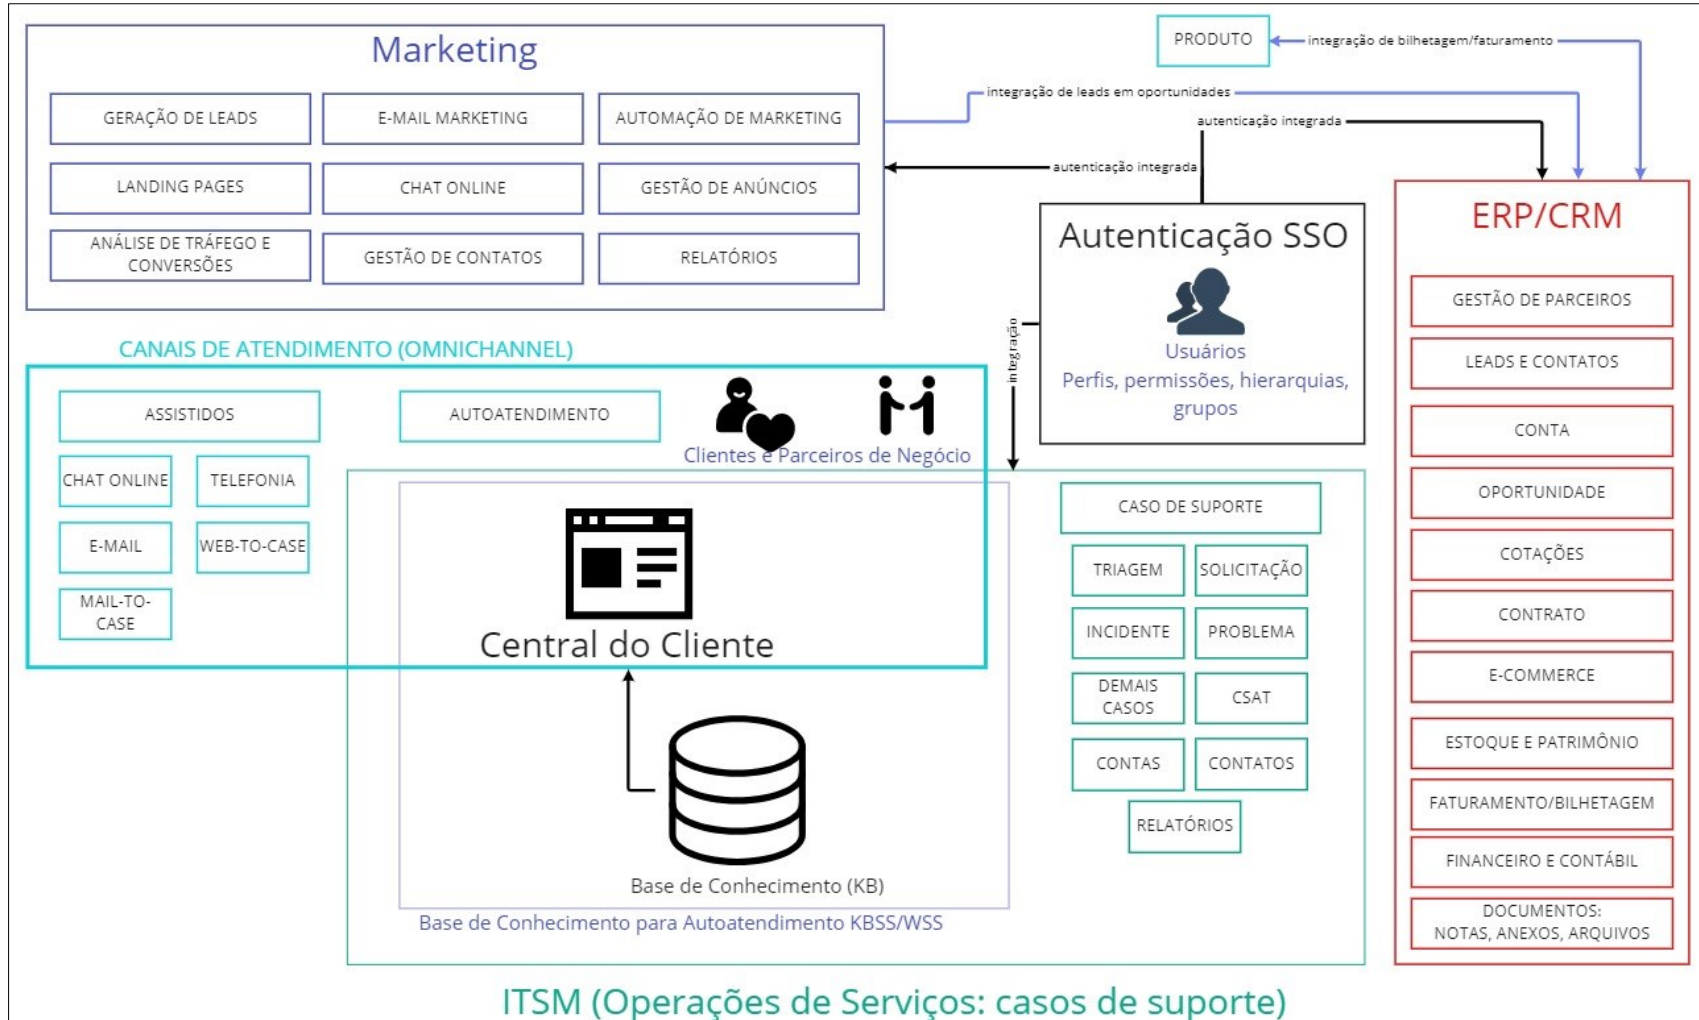 Marketing
GERAÇÃO DE LEADS
E-MAIL MARKETING
AUTOMAÇÃO DE MARKETING
LANDING PAGES
CHAT ONLINE
GESTÃO DE ANÚNCIOS
ANÁLISE DE TRÁFEGO E
CONVERSÕES
GESTÃO DE CONTATOS
RELATÓRIOS
PRODUTO
integração de bilhetagem/faturamento
integração de leads em oportunidades
autenticação integrada
autenticação integrada
Autenticação SSO
Usuários
Perfis, permissões, hierarquias,
grupos
integração
ERP/CRM
GESTÃO DE PARCEIROS
LEADS E CONTATOS
CONTA
OPORTUNIDADE
COTAÇÕES
CONTRATO
E-COMMERCE
ESTOQUE E PATRIMÔNIO
FATURAMENTO/BILHETAGEM
FINANCEIRO E CONTÁBIL
DOCUMENTOS:
NOTAS, ANEXOS, ARQUIVOS
CANAIS DE ATENDIMENTO (OMNICHANNEL)
ASSISTIDOS
AUTOATENDIMENTO
Clientes e Parceiros de Negócio
CHAT ONLINE
TELEFONIA
E-MAIL
WEB-TO-CASE
MAIL-TO-
CASE
Central do Cliente
Base de Conhecimento (KB)
Base de Conhecimento para Autoatendimento KBSS/WSS
CASO DE SUPORTE
TRIAGEM
SOLICITAÇÃO
INCIDENTE
PROBLEMA
DEMAIS
CASOS
CSAT
CONTAS
CONTATOS
RELATÓRIOS
ITSM (Operações de Serviços: casos de suporte)